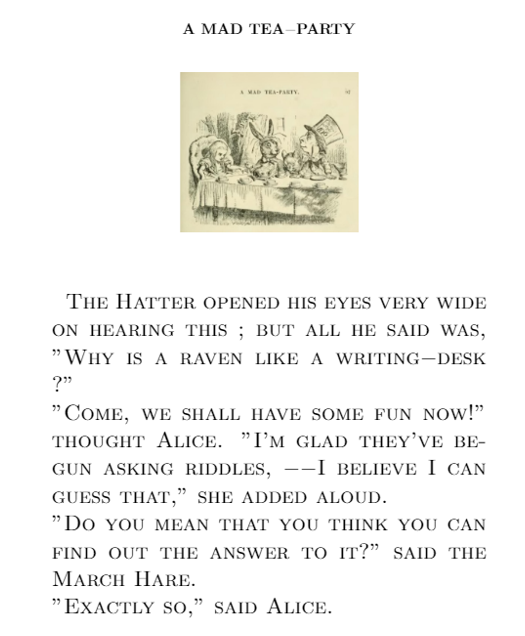 A MAD TEA–PARTY
A MAD TEA-PARTY.
The Hatter opened his eyes very wide
on hearing this ; but all he said was,
”Why is a raven like a writing–desk
?”
”Come, we shall have some fun now!”
thought Alice. ”I’m glad they’ve be-
gun asking riddles, ––I believe I can
guess that,” she added aloud.
”Do you mean that you think you can
find out the answer to it?” said the
March Hare.
”Exactly so,” said Alice.